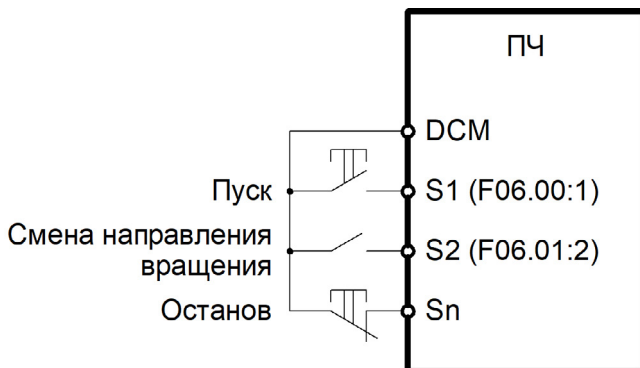 ПЧ
DCM
Пуск
S1 (F06.00:1)
Смена направления
вращения
S2 (F06.01:2)
Останов
Sn